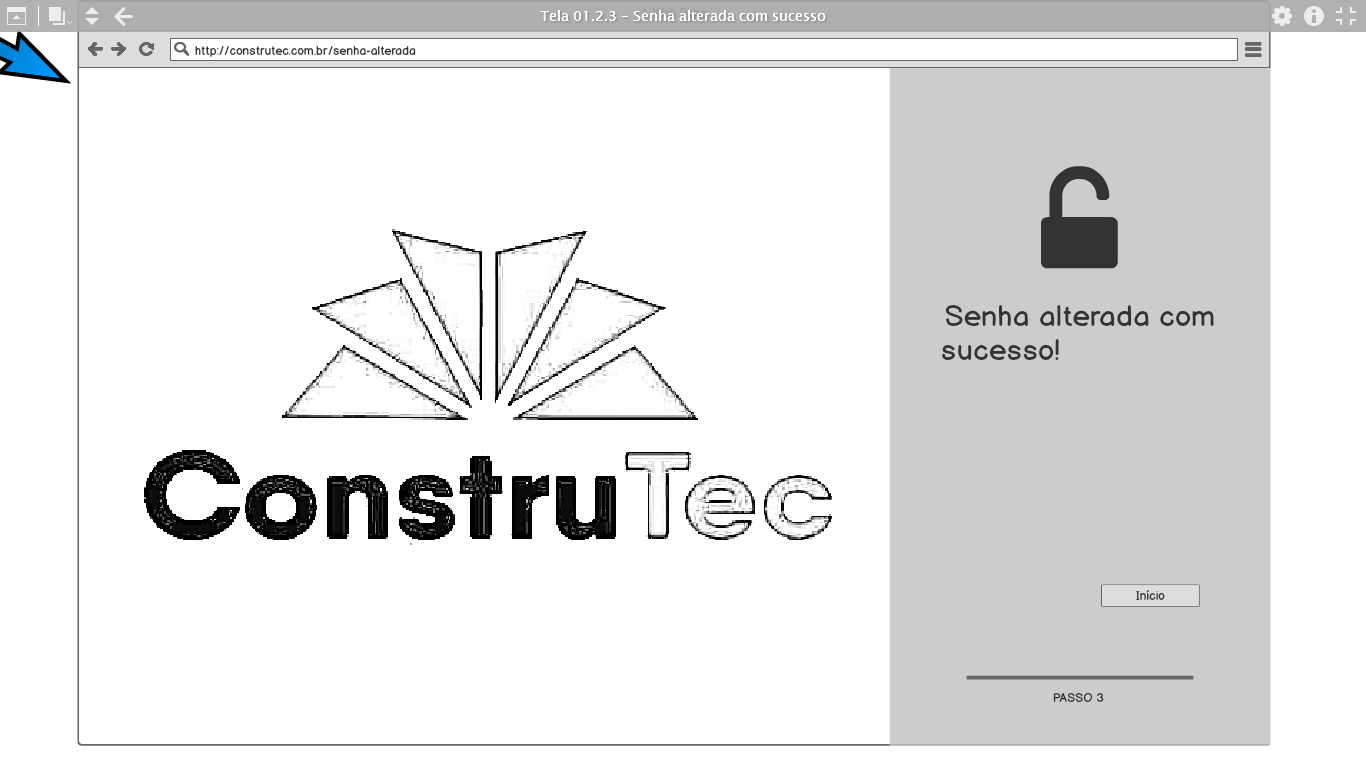 Tela 01.2.3 - Senha alterada com sucesso
http://construtec.com.br/senha-alterada
Senha alterada com
sucesso!
ConstruTec
Início
PASSO 3